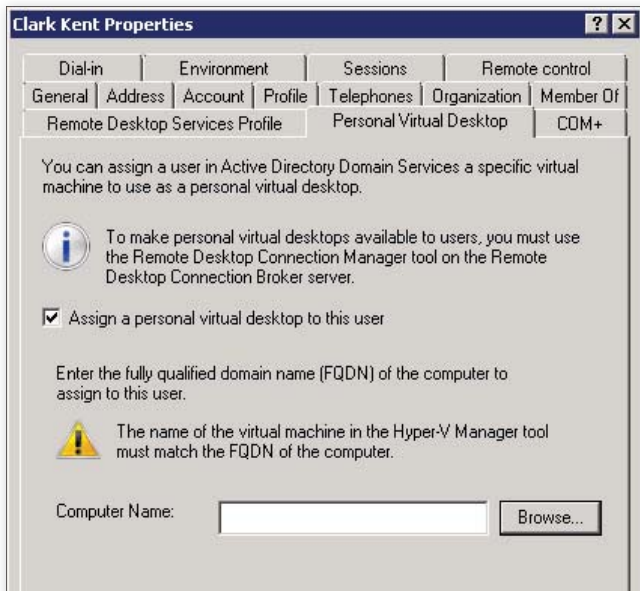 Clark Kent Properties
Dial-in Environment Sessions Remote control
General Address Account Profile Telephones Organization Member Of
Remote Desktop Services Profile Personal Virtual Desktop COM+
You can assign a user in Active Directory Domain Services a specific virtual
machine to use as a personal virtual desktop.
To make personal virtual desktops available to users, you must use
the Remote Desktop Connection Manager tool on the Remote
Desktop Connection Broker server.
Assign a personal virtual desktop to this user
Enter the fully qualified domain name (FQDN) of the computer to
assign to this user.
The name of the virtual machine in the Hyper-V Manager tool
must match the FQDN of the computer.
Computer Name: Browse...